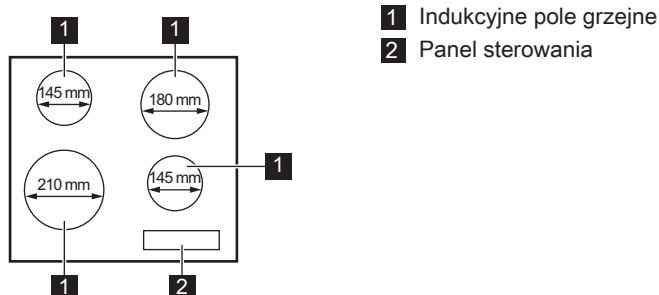 1 1
145 mm 180 mm
210 mm 145 mm 1
1 2
1 Indukcyjne pole grzejne
2 Panel sterowania